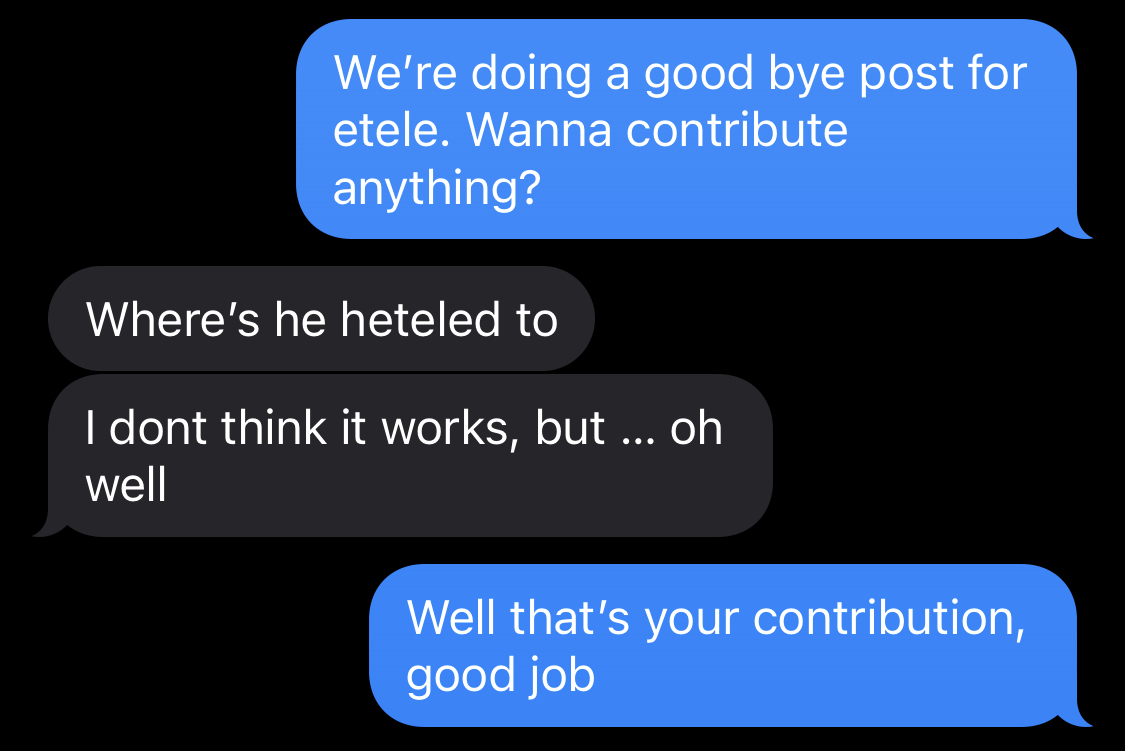 We’re doing a good bye post for
etele. Wanna contribute
anything?
Where’s he heteled to
I dont think it works, but ... oh
well
Well that’s your contribution,
good job